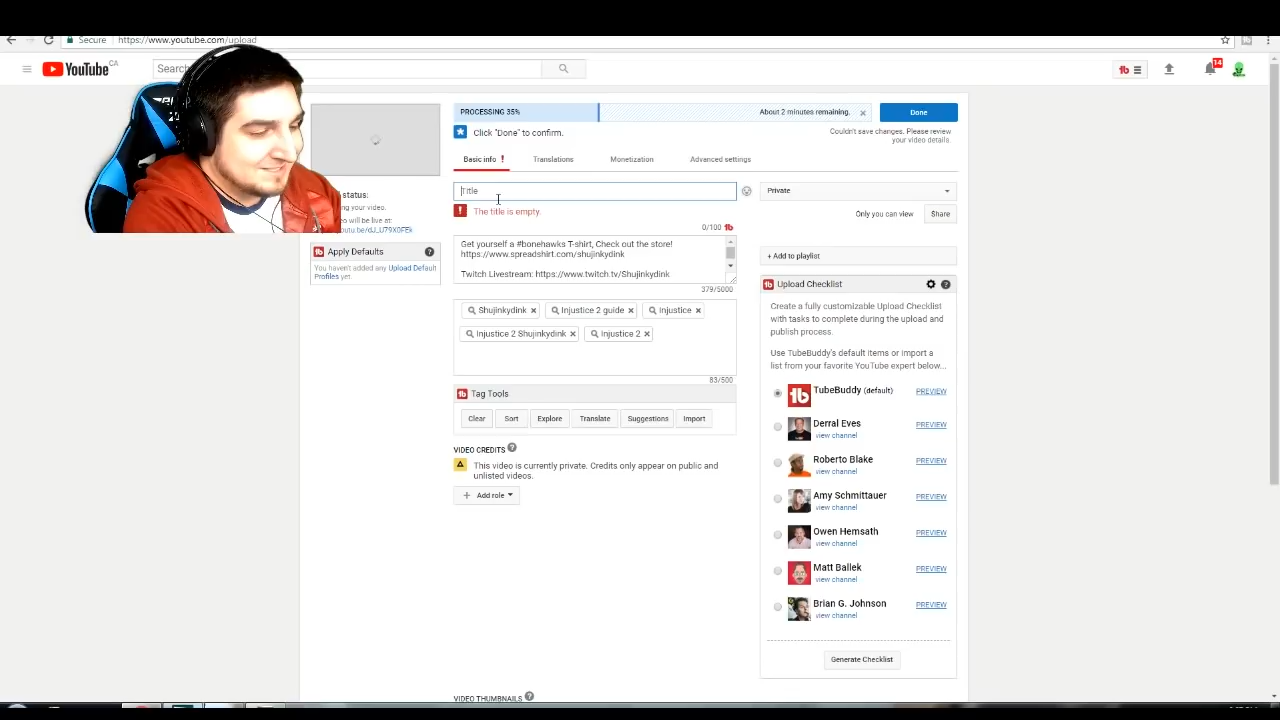 Secure
https://www.youtube.com/upload
YouTube CA
Search
14
PROCESSING 35%
About 2 minutes remaining.
Done
Click "Done" to confirm.
Couldn't save changes. Please review
your video details.
Basic info
Translations
Monetization
Advanced settings
Title
Private
The title is empty.
Only you can view
Share
0/100
status:
your video.
video will be live at:
Get yourself a #bonehawks T-shirt, Check out the store!
https://www.spreadshirt.com/shujinkydink
Twitch Livestream: https://www.twitch.tv/Shujinkydink
379/5000
+ Add to playlist
Apply Defaults
You haven't added any Upload Default
Profiles yet.
Upload Checklist
Create a fully customizable Upload Checklist
with tasks to complete during the upload and
publish process.
Use TubeBuddy's default items or import a
list from your favorite YouTube expert below...
Shujinkydink
Injustice 2 guide
Injustice
Injustice 2 Shujinkydink
Injustice 2
83/500
Tag Tools
Clear
Sort
Explore
Translate
Suggestions
Import
VIDEO CREDITS
This video is currently private. Credits only appear on public and
unlisted videos.
+ Add role
TubeBuddy (default)
PREVIEW
Derral Eves
view channel
PREVIEW
Roberto Blake
view channel
PREVIEW
Amy Schmittauer
view channel
PREVIEW
Owen Hemsath
view channel
PREVIEW
Matt Ballek
view channel
PREVIEW
Brian G. Johnson
view channel
PREVIEW
Generate Checklist
VIDEO THUMBNAILS